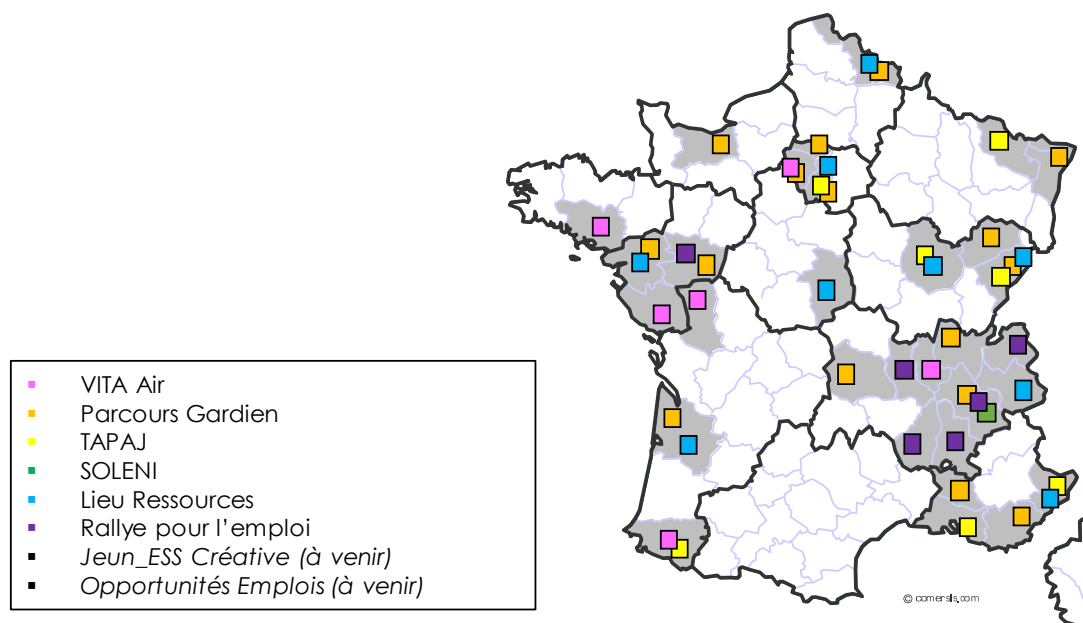 VITA Air
Parcours Gardien
TAPAJ
SOLENI
Lieu Ressources
Rallye pour l'emploi
Jeun_ESS Créative (à venir)
Opportunités Emplois (à venir)
© comersis.com